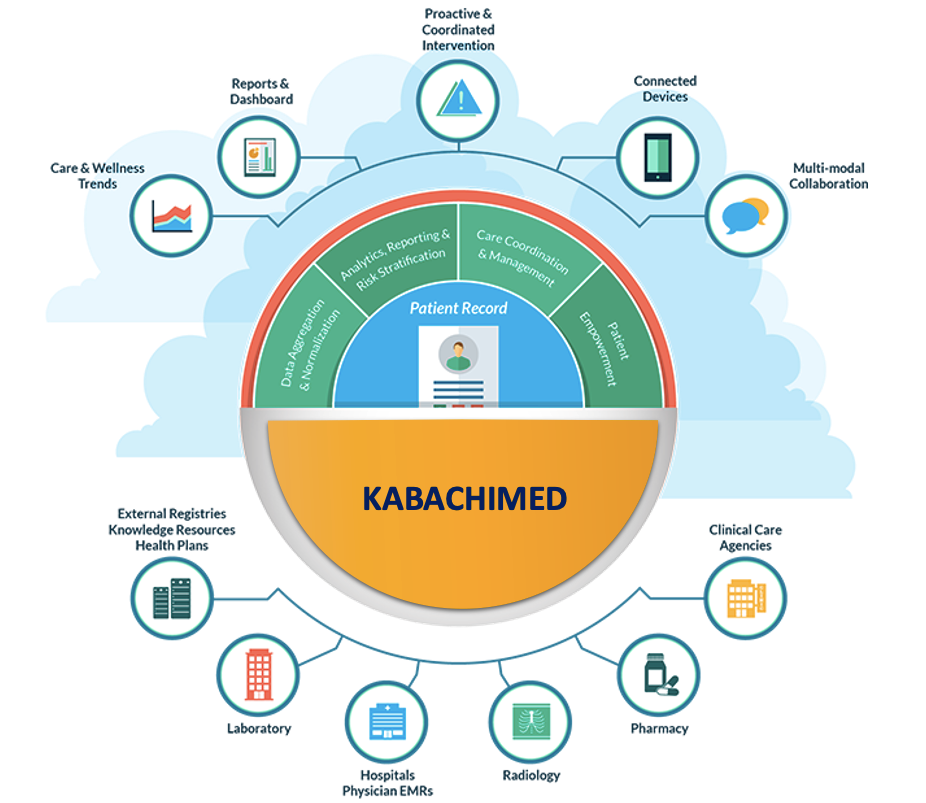 Proactive &
Coordinated
Intervention
Reports &
Dashboard
Connected
Devices
Care & Wellness
Trends
Multi-modal
Collaboration
Data Aggregation
& Normalization
Analytics, Reporting &
Risk Stratification
Care Coordination
& Management
Patient
Empowerment
Patient Record
KABACHIMED
External Registries
Knowledge Resources
Health Plans
Clinical Care
Agencies
Laboratory
Pharmacy
Hospitals
Physician EMRs
Radiology